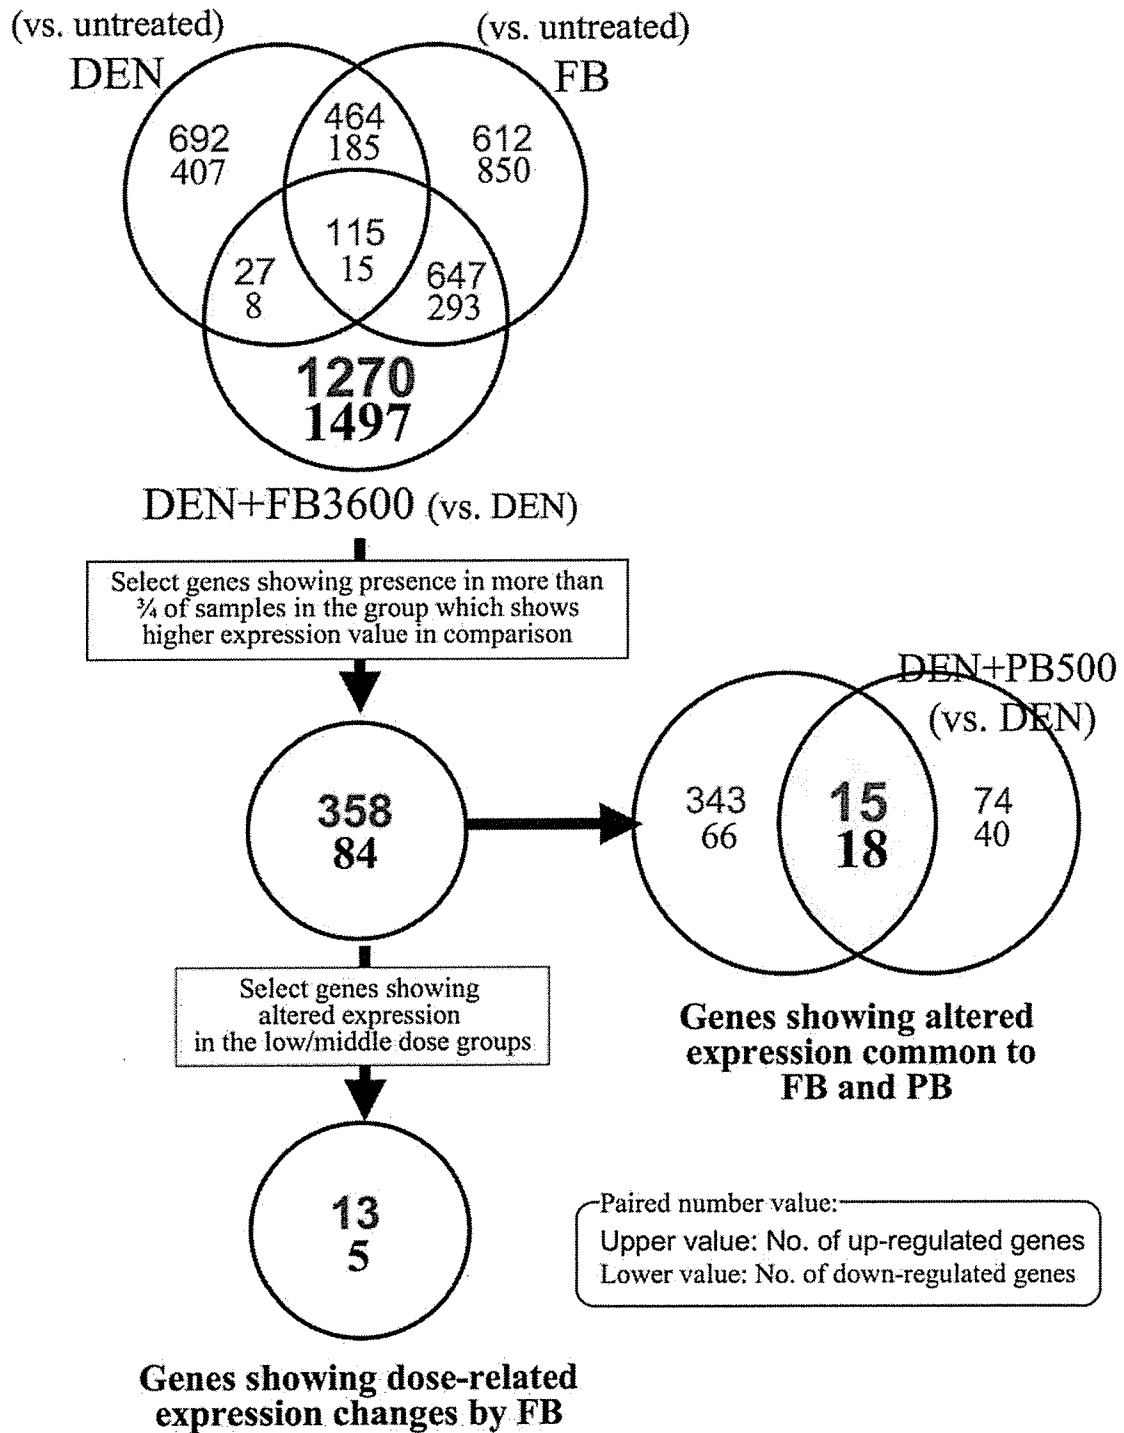 (vs. untreated)
DEN
(vs. untreated)
FB
692
407
464
185
612
850
115
15
27
8
647
293
1270
1497
DEN+FB3600 (vs. DEN)
Select genes showing presence in more than
¾ of samples in the group which shows
higher expression value in comparison
358
84
DEN+PB500
(vs. DEN)
343
66
15
18
74
40
Genes showing altered
expression common to
FB and PB
Select genes showing
altered expression
in the low/middle dose groups
13
5
Genes showing dose-related
expression changes by FB
Paired number value:
Upper value: No. of up-regulated genes
Lower value: No. of down-regulated genes